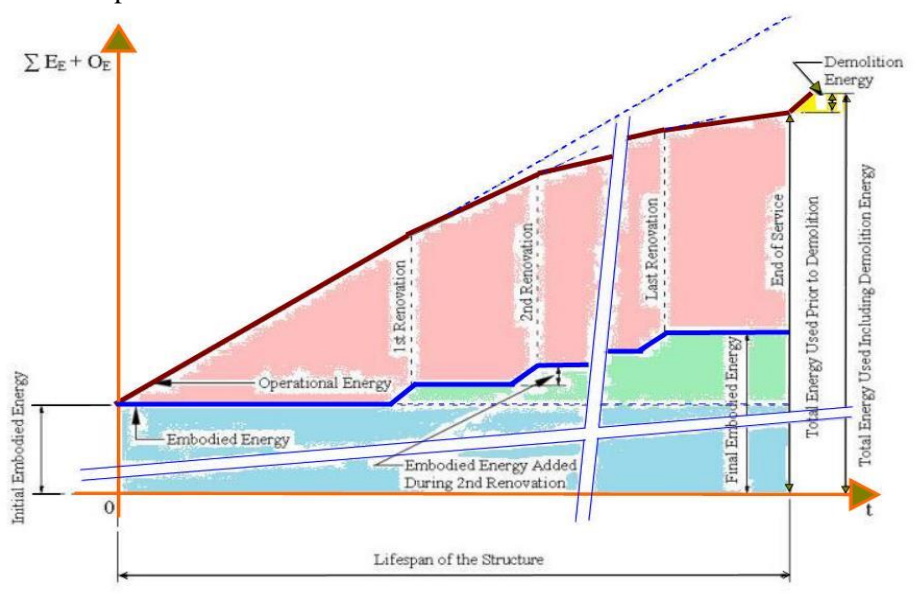 ∑ E_E + O_E
Demolition
Energy
1st Renovation
2nd Renovation
Last Renovation
End of Service
Total Energy Used Prior to Demolition
Total Energy Used Including Demolition Energy
Operational Energy
Initial Embodied Energy
Embodied Energy
Embodied Energy Added
During 2nd Renovation
Final Embodied Energy
0
t
Lifespan of the Structure